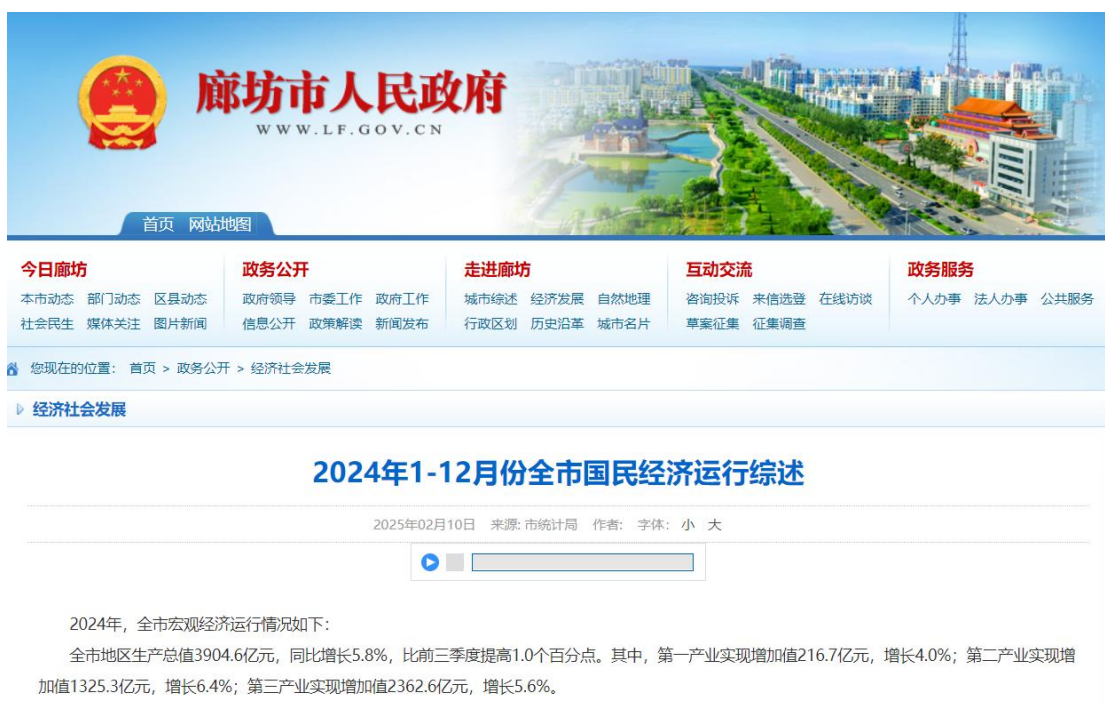 廊坊市人民政府
WWW.LF.GOV.CN
首页 网站地图
今日廊坊 政务公开 走进廊坊 互动交流 政务服务
本市动态 部门动态 区县动态 政府领导 市委工作 政府工作 城市综述 经济发展 自然地理 咨询投诉 来信选登 在线访谈 个人办事 法人办事 公共服务
社会民生 媒体关注 图片新闻 信息公开 政策解读 新闻发布 行政区划 历史沿革 城市名片 草案征集 征集调查
您现在的位置: 首页 > 政务公开 > 经济社会发展
经济社会发展
2024年1-12月份全市国民经济运行综述
2025年02月10日 来源: 市统计局 作者: 字体: 小 大
2024年，全市宏观经济运行情况如下：
全市地区生产总值3904.6亿元，同比增长5.8%，比前三季度提高1.0个百分点。其中，第一产业实现增加值216.7亿元，增长4.0%；第二产业实现增
加值1325.3亿元，增长6.4%；第三产业实现增加值2362.6亿元，增长5.6%。